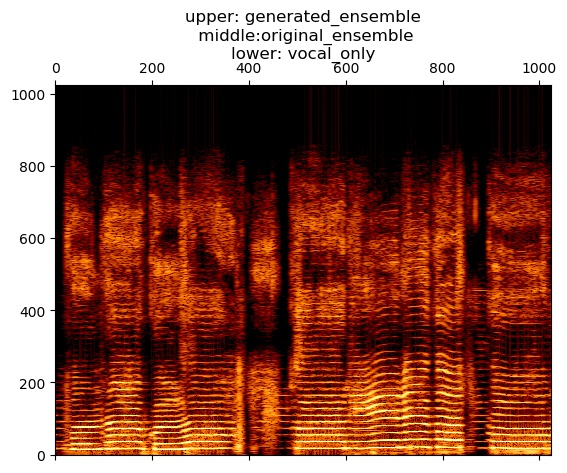 upper: generated_ensemble
middle:original_ensemble
lower: vocal_only
0 200 400 600 800 1000
1000
800
600
400
200
0